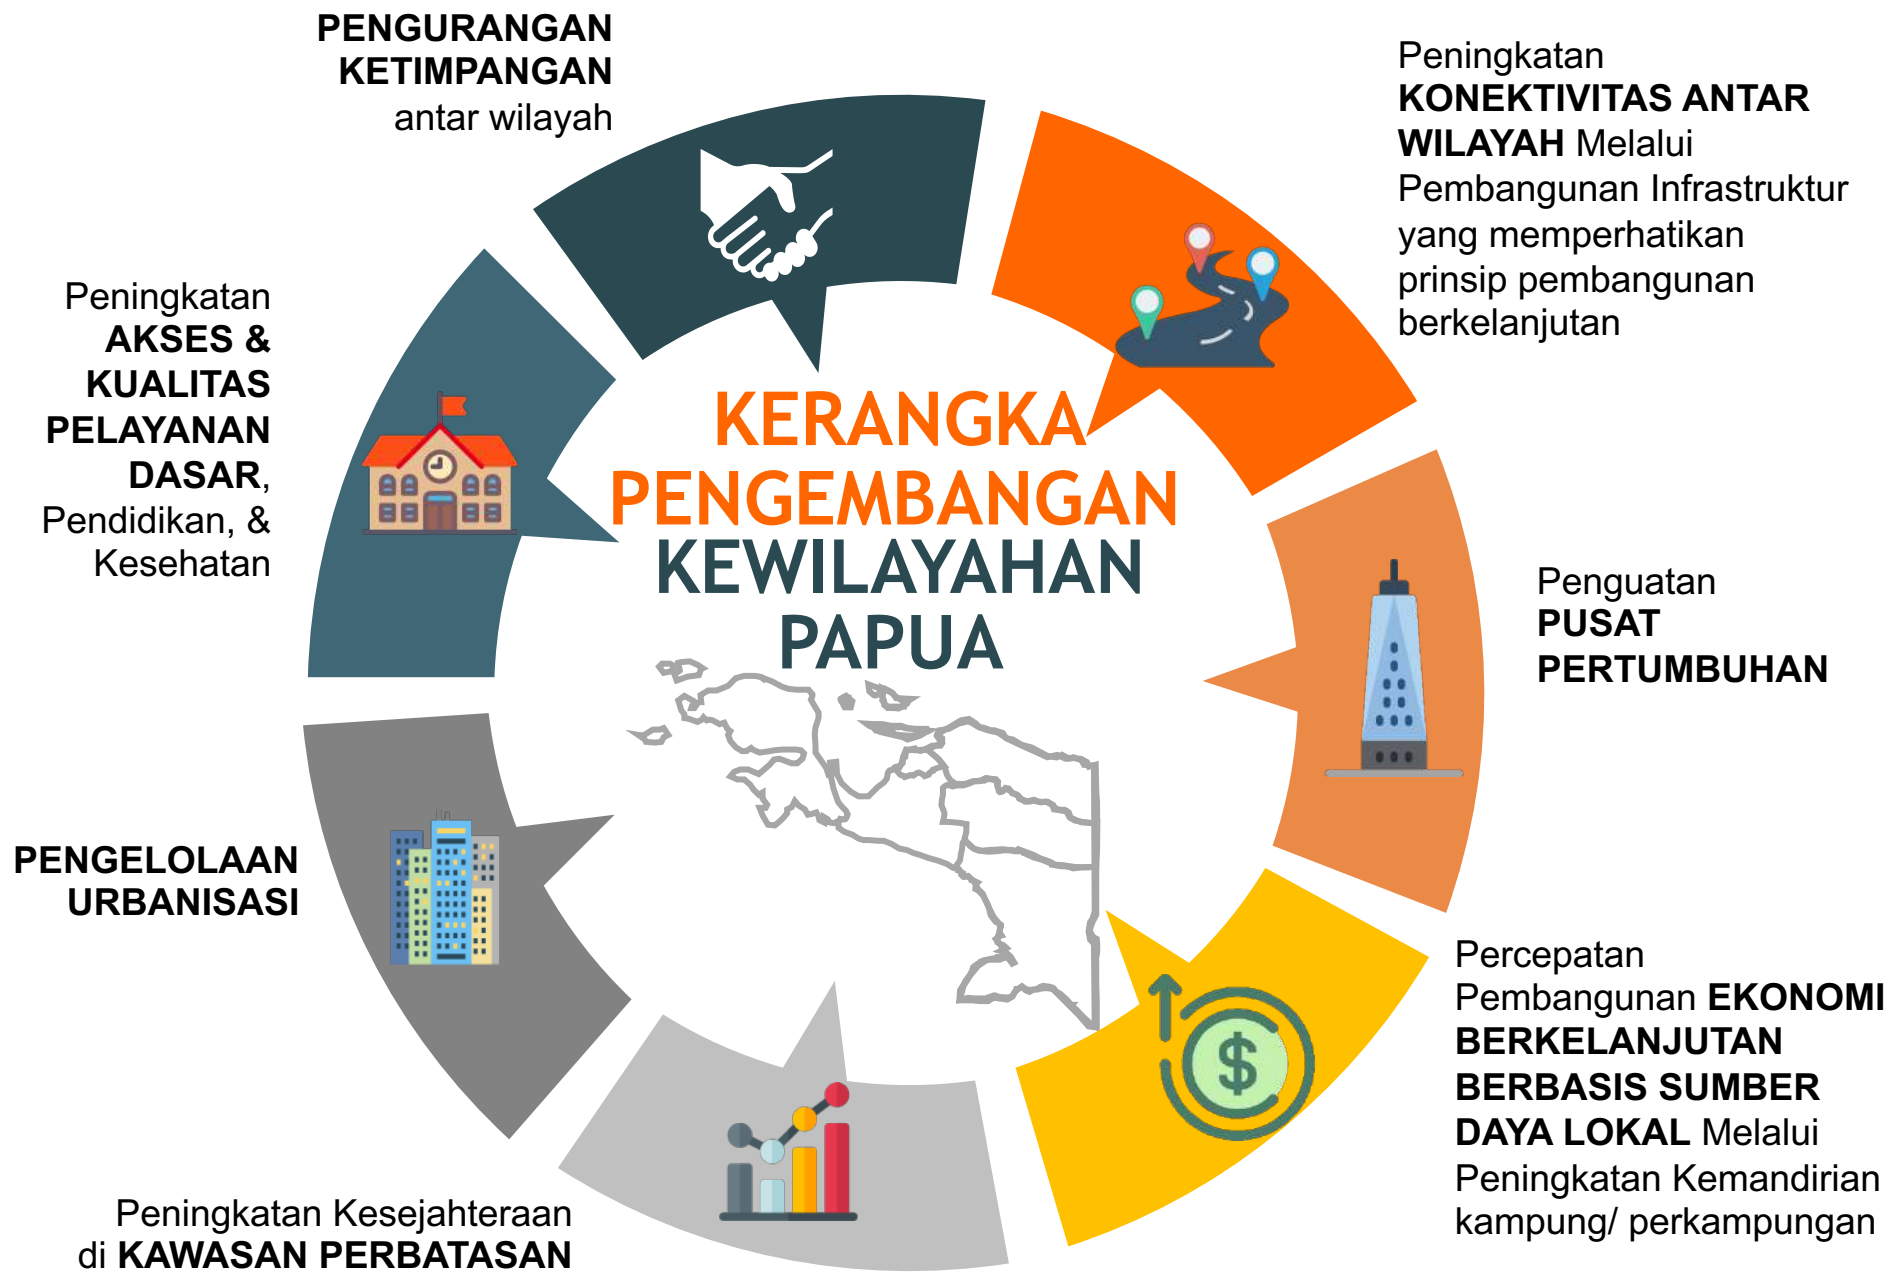 PENGURANGAN
KETIMPANGAN
antar wilayah
Peningkatan
KONEKTIVITAS ANTAR
WILAYAH Melalui
Pembangunan Infrastruktur
yang memperhatikan
prinsip pembangunan
berkelanjutan
Peningkatan
AKSES &
KUALITAS
PELAYANAN
DASAR,
Pendidikan, &
Kesehatan
KERANGKA
PENGEMBANGAN
KEWILAYAHAN
PAPUA
Penguatan
PUSAT
PERTUMBUHAN
PENGELOLAAN
URBANISASI
Percepatan
Pembangunan EKONOMI
BERKELANJUTAN
BERBASIS SUMBER
DAYA LOKAL Melalui
Peningkatan Kemandirian
kampung/ perkampungan
$
Peningkatan Kesejahteraan
di KAWASAN PERBATASAN